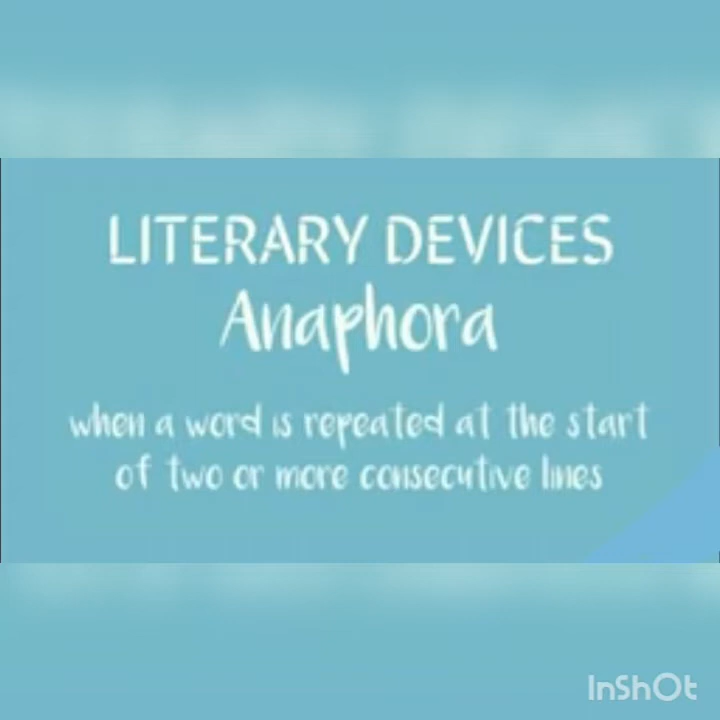 LITERARY DEVICES
Anaphora
when a word is repeated at the start
of two or more consecutive lines
InShOt